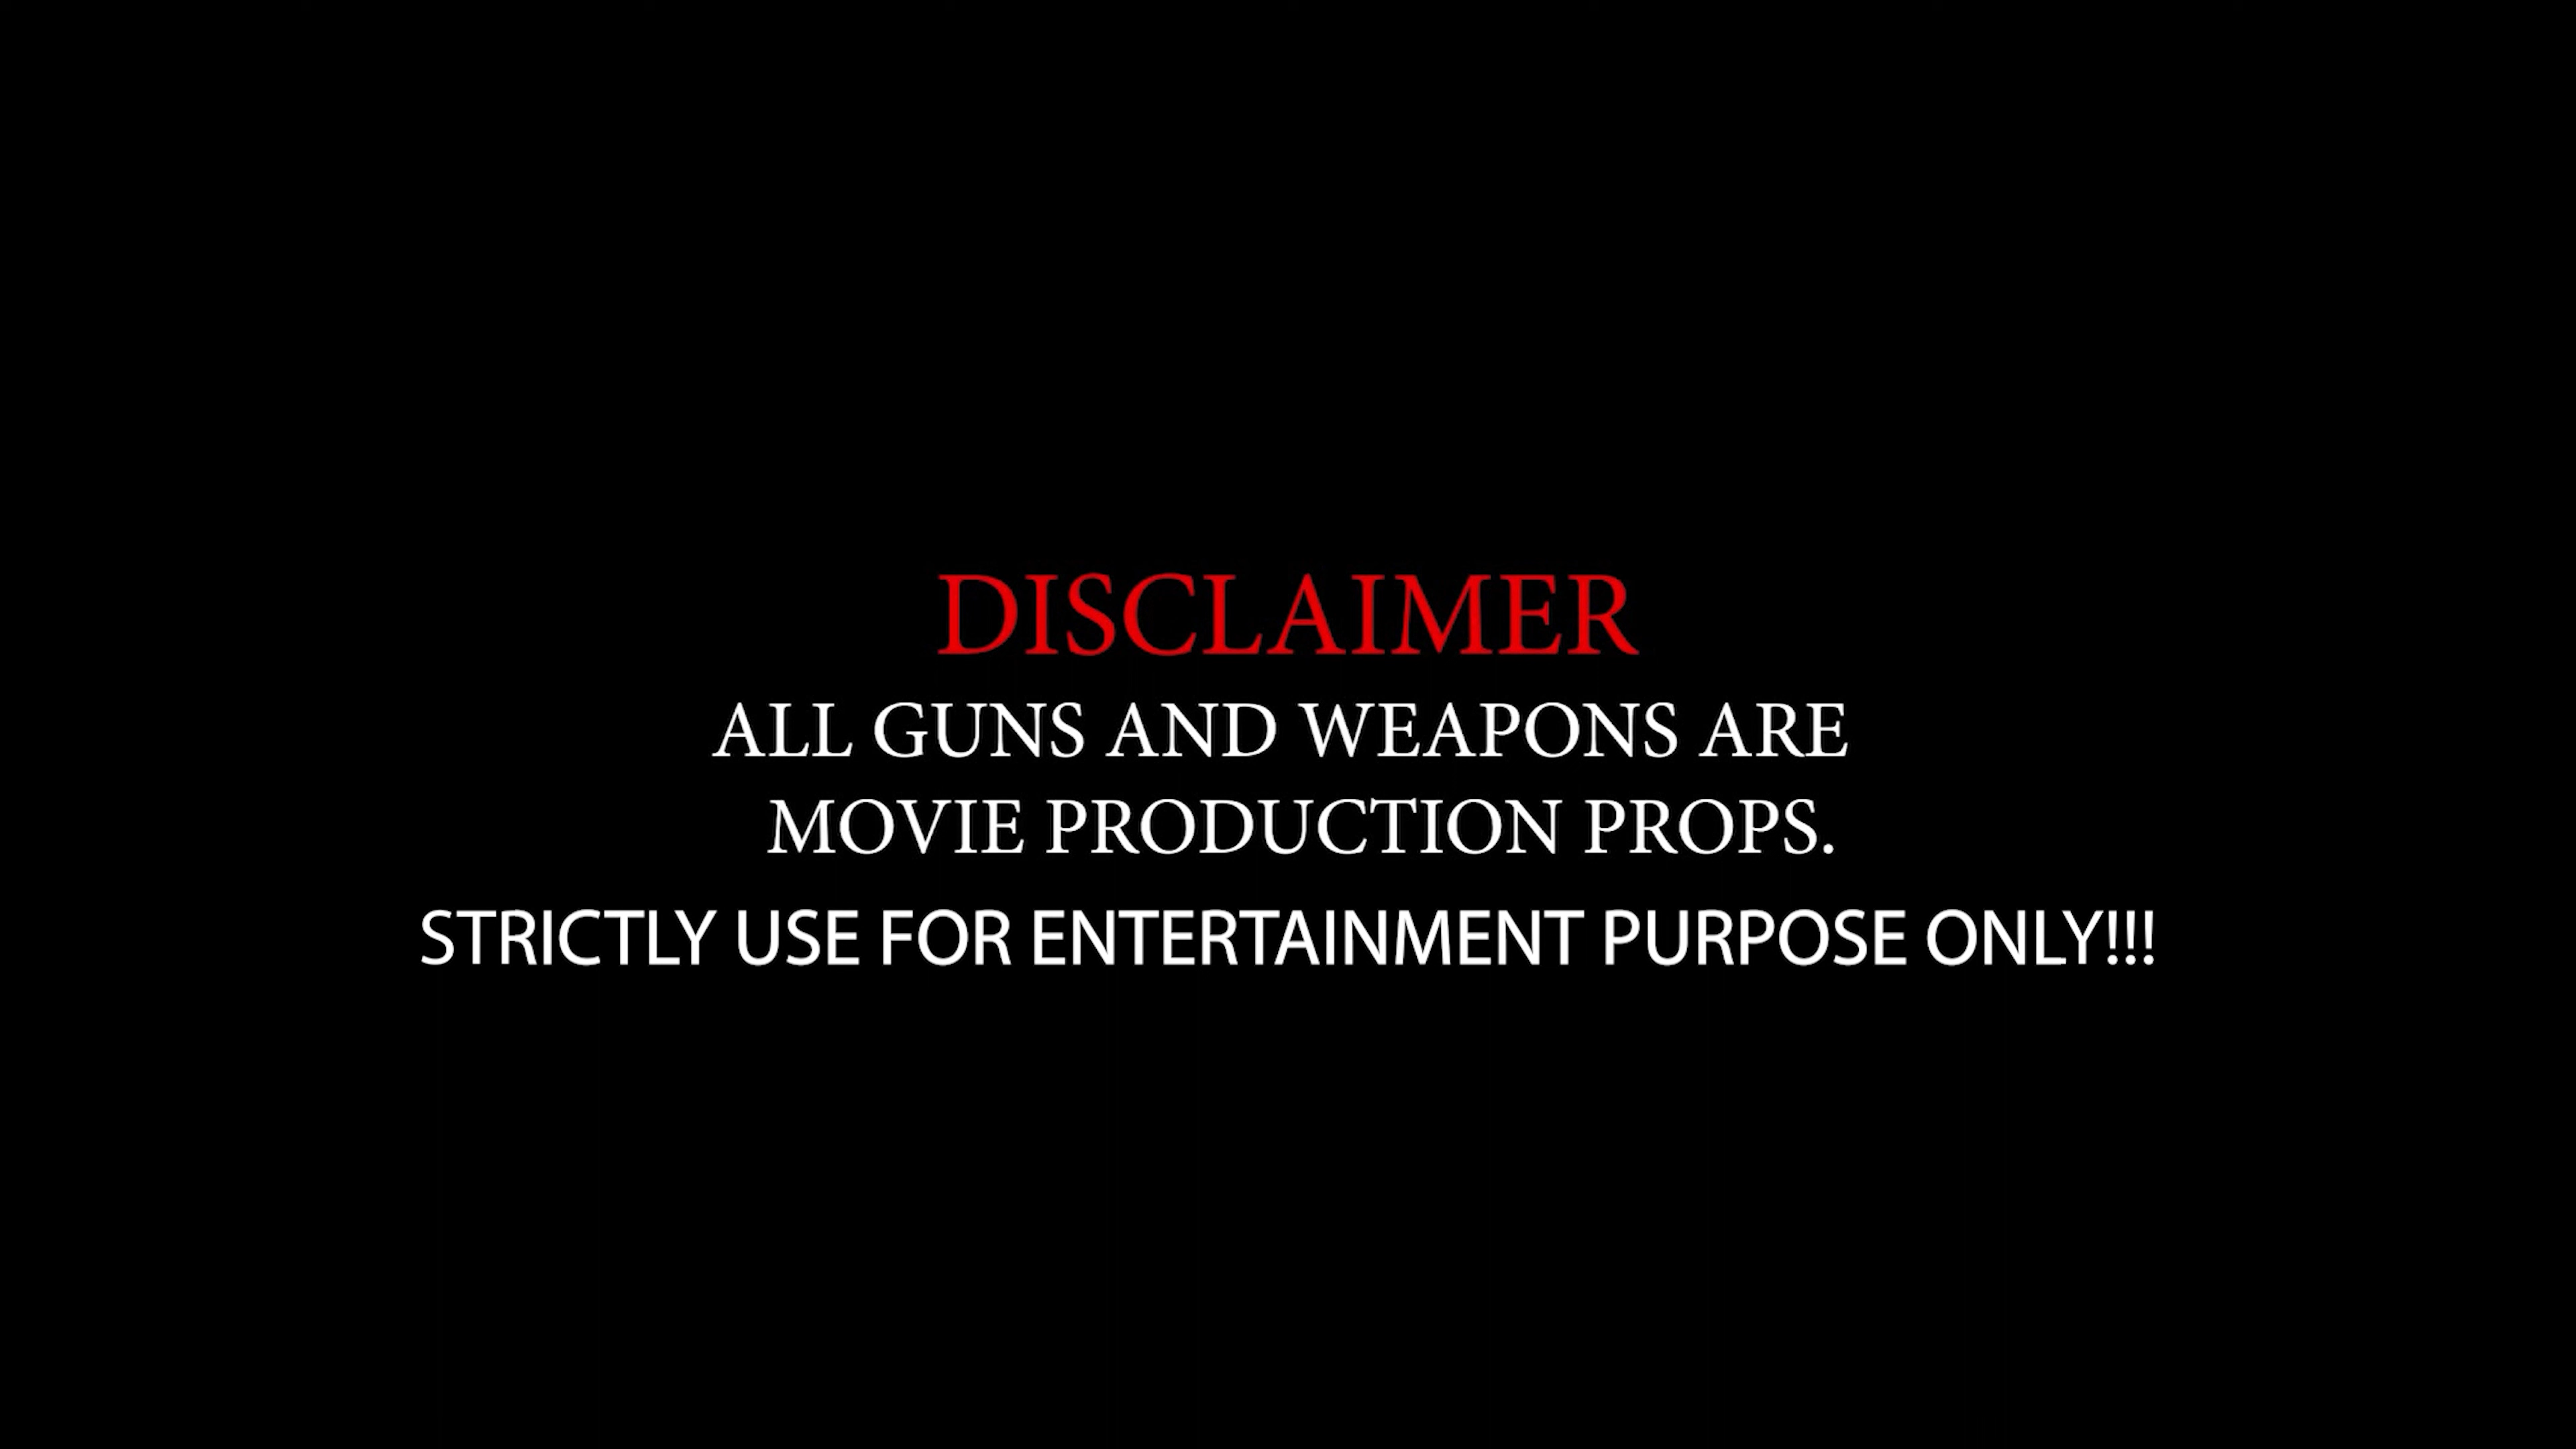 DISCLAIMER
ALL GUNS AND WEAPONS ARE
MOVIE PRODUCTION PROPS.
STRICTLY USE FOR ENTERTAINMENT PURPOSE ONLY!!!